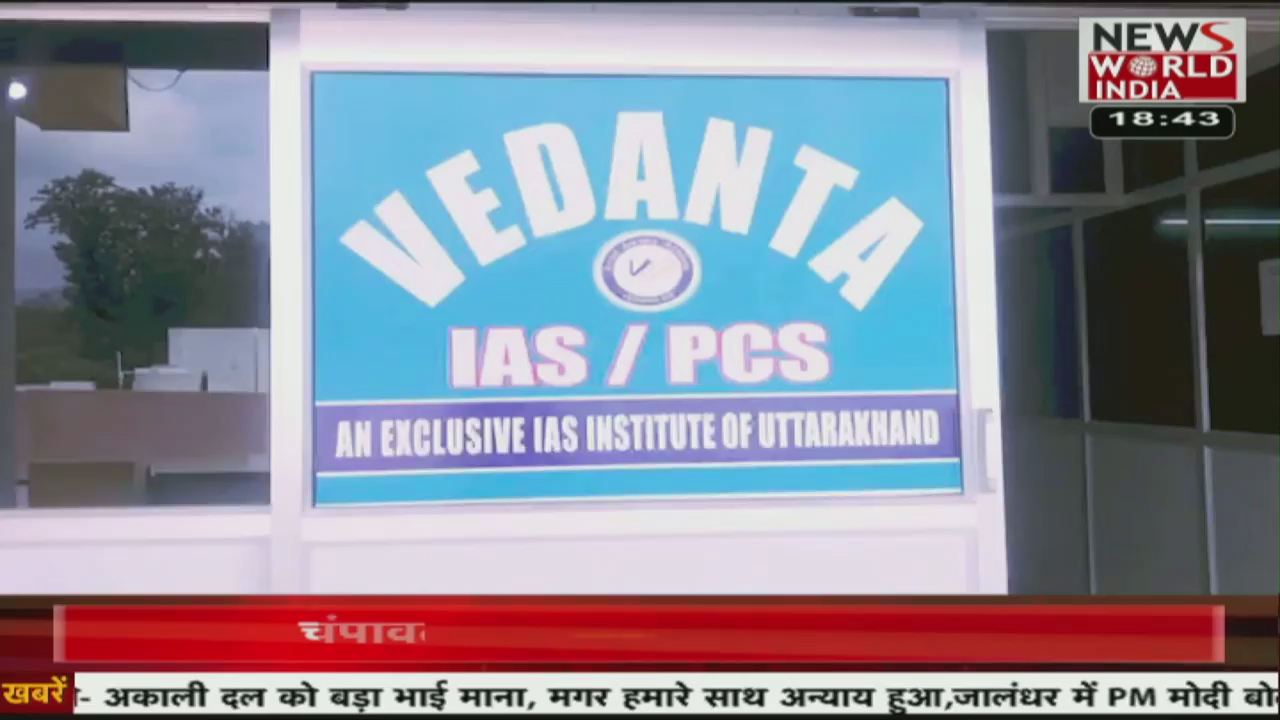 NEWS
WORLD
INDIA
18:43
VEDANTA
IAS / PCS
AN EXCLUSIVE IAS INSTITUTE OF UTTARAKHAND
खबरें - अकाली दल को बड़ा भाई माना, मगर हमारे साथ अन्याय हुआ,जालंधर में PM मोदी